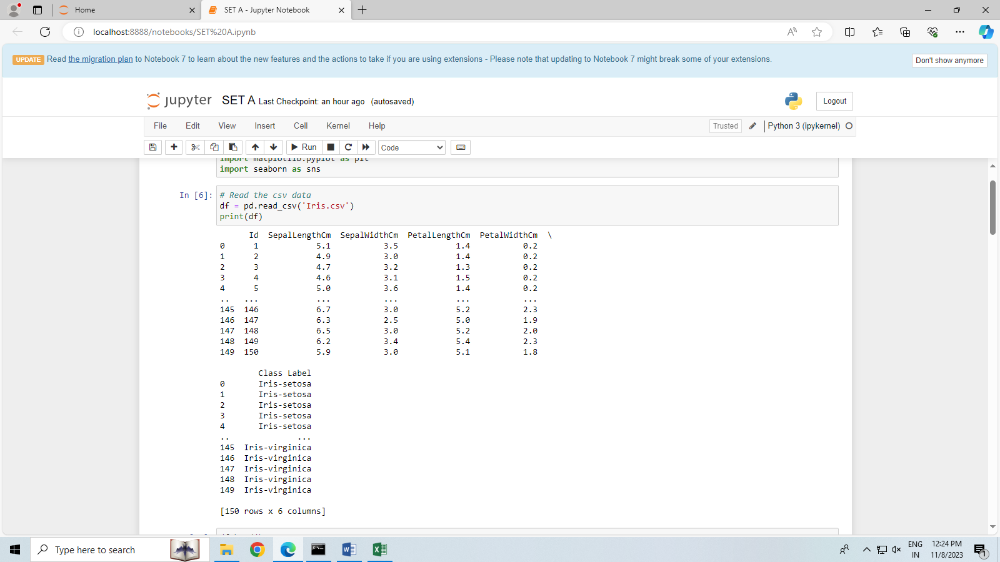 Home
SET A - Jupyter Notebook
localhost:8888/notebooks/SET%20A.ipynb
UPDATE Read the migration plan to Notebook 7 to learn about the new features and the actions to take if you are using extensions - Please note that updating to Notebook 7 might break some of your extensions.
Don't show anymore
jupyter SET A Last Checkpoint: an hour ago (autosaved)
Logout
File Edit View Insert Cell Kernel Help
Trusted Python 3 (ipykernel)
Run Code
import matplotlib.pyplot as plt
import seaborn as sns
In [6]: # Read the csv data
df = pd.read_csv('Iris.csv')
print(df)
Id SepalLengthCm SepalWidthCm PetalLengthCm PetalWidthCm \
0 1 5.1 3.5 1.4 0.2
1 2 4.9 3.0 1.4 0.2
2 3 4.7 3.2 1.3 0.2
3 4 4.6 3.1 1.5 0.2
4 5 5.0 3.6 1.4 0.2
.. ... ... ... ... ...
145 146 6.7 3.0 5.2 2.3
146 147 6.3 2.5 5.0 1.9
147 148 6.5 3.0 5.2 2.0
148 149 6.2 3.4 5.4 2.3
149 150 5.9 3.0 5.1 1.8
Class Label
0 Iris-setosa
1 Iris-setosa
2 Iris-setosa
3 Iris-setosa
4 Iris-setosa
.. ...
145 Iris-virginica
146 Iris-virginica
147 Iris-virginica
148 Iris-virginica
149 Iris-virginica
[150 rows x 6 columns]
Type here to search
ENG
IN
12:24 PM
11/8/2023
1